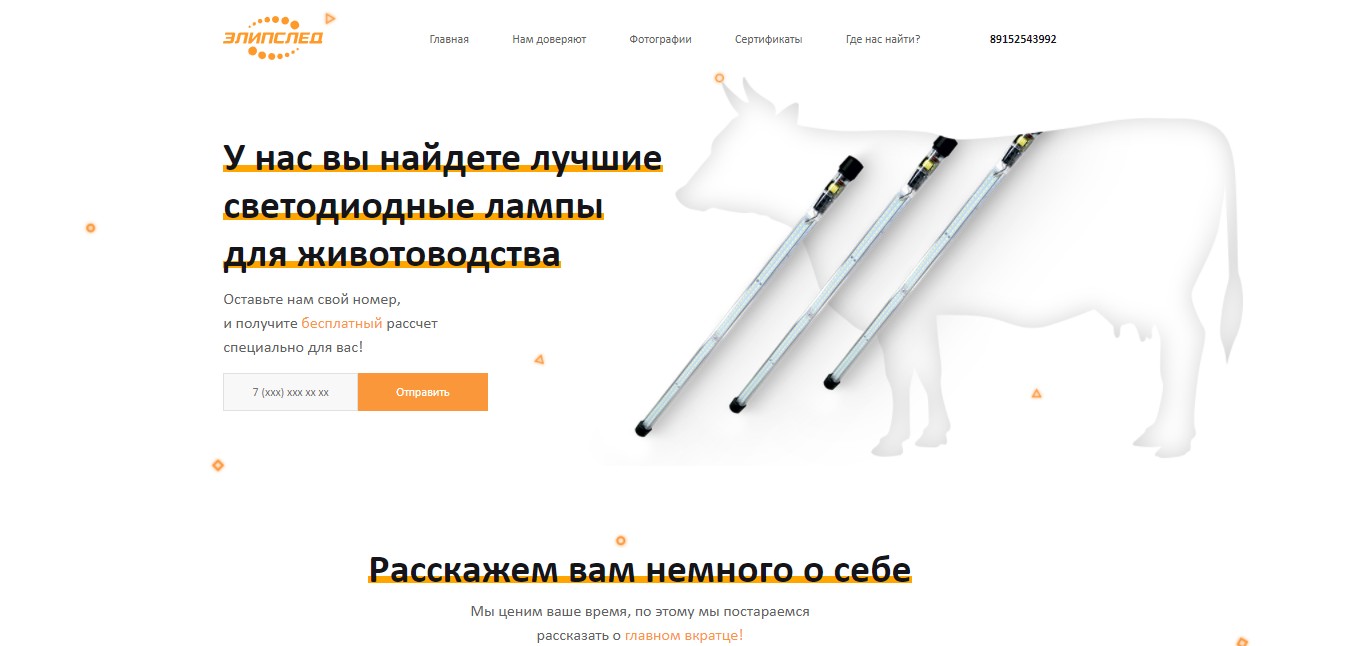 ЭЛИПСЛЕД
Главная
Нам доверяют
Фотографии
Сертификаты
Где нас найти?
89152543992
У нас вы найдете лучшие
светодиодные лампы
для животоводства
Оставьте нам свой номер,
и получите бесплатный рассчет
специально для вас!
7 (xxx) xxx xx xx
Отправить
Расскажем вам немного о себе
Мы ценим ваше время, по этому мы постараемся
рассказать о главном вкратце!